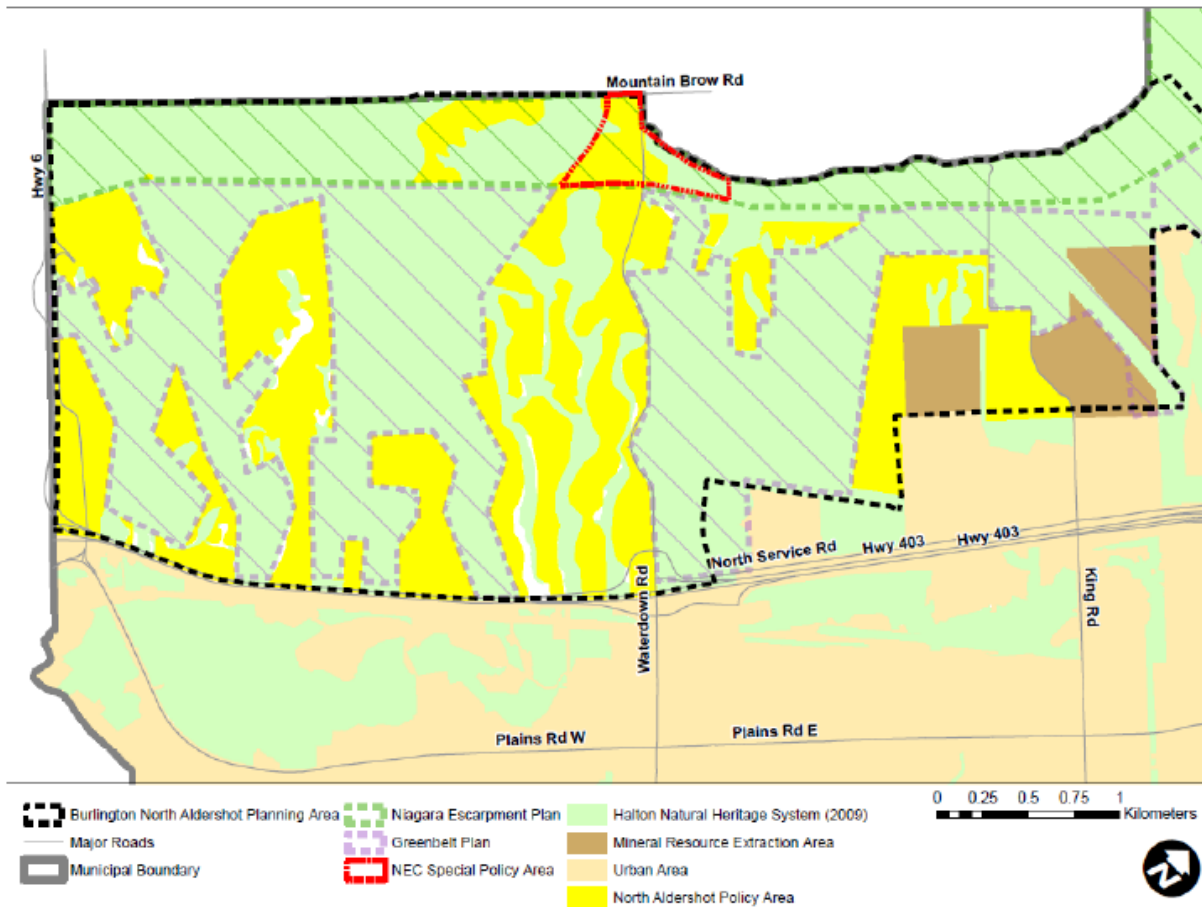 Mountain Brow Rd
Hwy 6
North Service Rd
Hwy 403
Hwy 403
Waterdown Rd
King Rd
Plains Rd W
Plains Rd E
Burlington North Aldershot Planning Area
Major Roads
Municipal Boundary
Niagara Escarpment Plan
Greenbelt Plan
NEC Special Policy Area
Halton Natural Heritage System (2009)
Mineral Resource Extraction Area
Urban Area
North Aldershot Policy Area
0 0.25 0.5 0.75 1
Kilometers
N